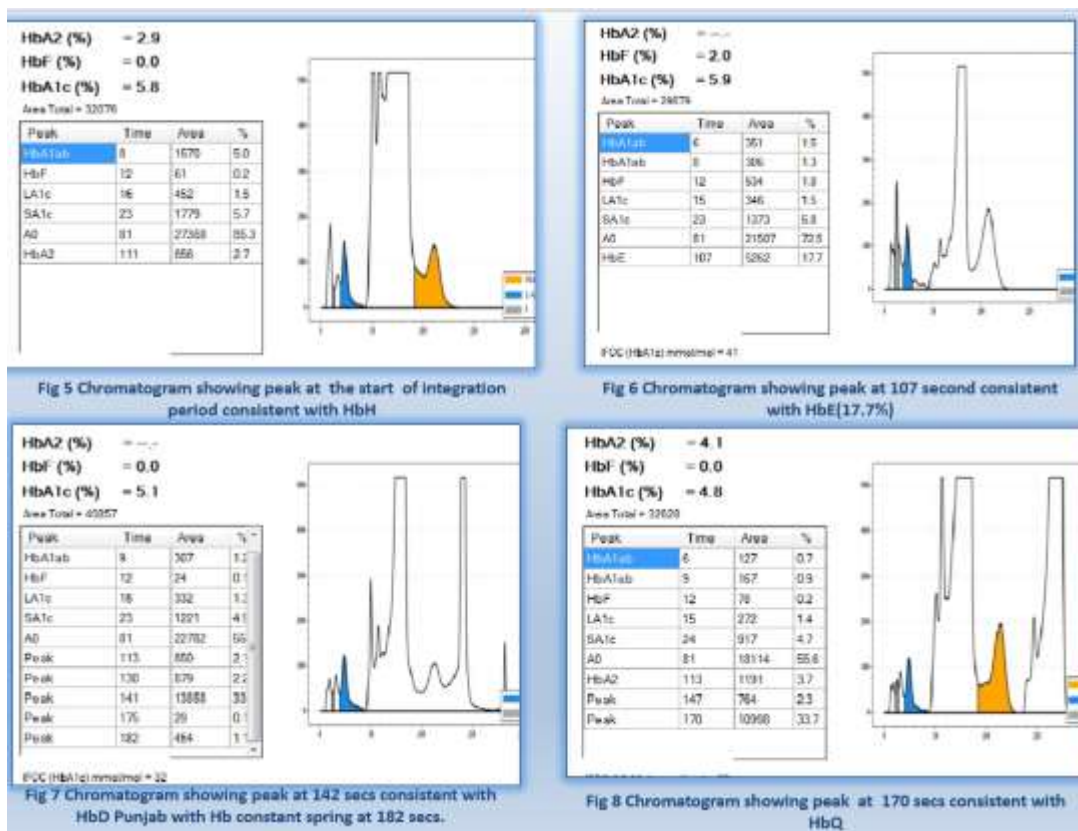 HbA2 (%) = 2.9
HbF (%) = 0.0
HbA1c (%) = 5.8
Area Total = 32076
Peak Time Area %
HbA1ab 8 1570 5.0
HbF 12 61 0.2
LA1c 16 452 1.5
SA1c 23 1779 5.7
A0 81 27358 85.3
HbA2 111 856 2.7
Fig 5 Chromatogram showing peak at the start of integration
period consistent with HbH
HbA2 (%) = --.-
HbF (%) = 2.0
HbA1c (%) = 5.9
Area Total = 29679
Peak Time Area %
HbA1ab 6 351 1.5
HbA1ab 8 306 1.3
HbF 12 534 1.8
LA1c 15 346 1.5
SA1c 23 1373 5.8
A0 81 21507 72.5
HbE 107 5262 17.7
IFCC (HbA1c) mmol/mol = 41
Fig 6 Chromatogram showing peak at 107 second consistent
with HbE(17.7%)
HbA2 (%) = --.-
HbF (%) = 0.0
HbA1c (%) = 5.1
Area Total = 40857
Peak Time Area %
HbA1ab 9 307
HbF 12 24
LA1c 16 332
SA1c 23 1221
A0 81 22702
Peak 113 850
Peak 130 879
Peak 141 13858
Peak 175 29
Peak 182 464
IFCC (HbA1c) mmol/mol = 32
Fig 7 Chromatogram showing peak at 142 secs consistent with
HbD Punjab with Hb constant spring at 182 secs.
HbA2 (%) = 4.1
HbF (%) = 0.0
HbA1c (%) = 4.8
Area Total = 32628
Peak Time Area %
HbA1ab 6 127 0.7
HbA1ab 9 167 0.9
HbF 12 78 0.2
LA1c 15 272 1.4
SA1c 24 917 4.7
A0 81 18114 55.6
HbA2 113 1191 3.7
Peak 147 764 2.3
Peak 170 10998 33.7
Fig 8 Chromatogram showing peak at 170 secs consistent with
HbQ